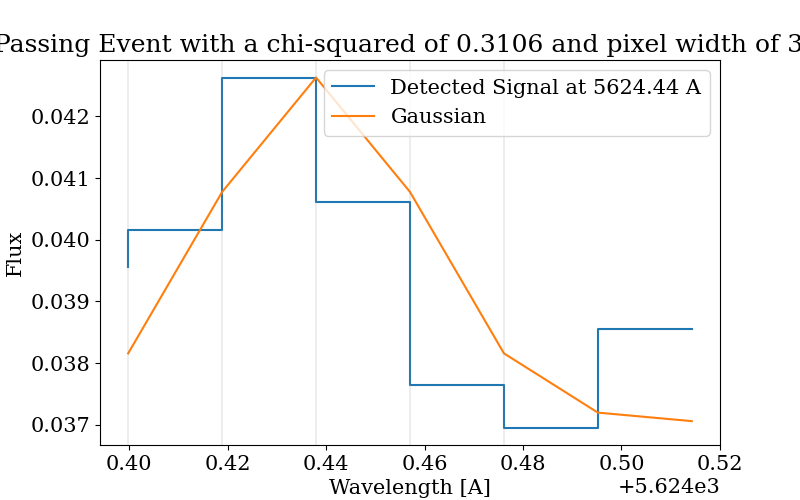 Passing Event with a chi-squared of 0.3106 and pixel width of 3
Detected Signal at 5624.44 A
Gaussian
0.042
0.041
0.040
0.039
0.038
0.037
Flux
0.40 0.42 0.44 0.46 0.48 0.50 0.52
Wavelength [A]
+5.624e3